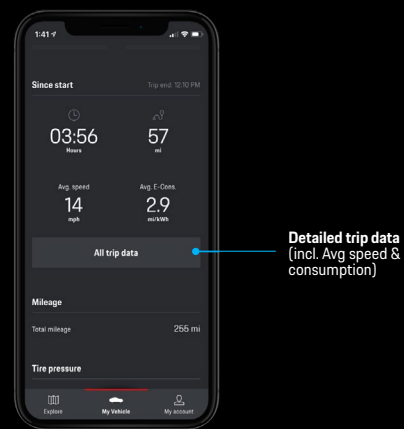 1:41
Since start
Trip end: 12:10 PM
03:56
Hours
57
mi
Avg. speed
14
mph
Avg. E-Cons.
2.9
mi/kWh
All trip data
Detailed trip data
(incl. Avg speed &
consumption)
Mileage
Total mileage
255 mi
Tire pressure
Explore
My Vehicle
My account